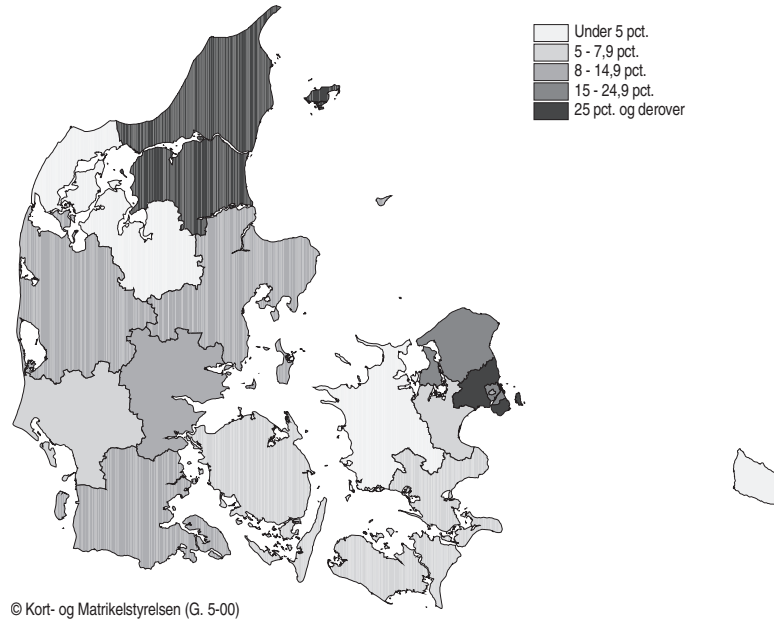 Under 5 pct.
5 - 7,9 pct.
8 - 14,9 pct.
15 - 24,9 pct.
25 pct. og derover
© Kort- og Matrikelstyrelsen (G. 5-00)